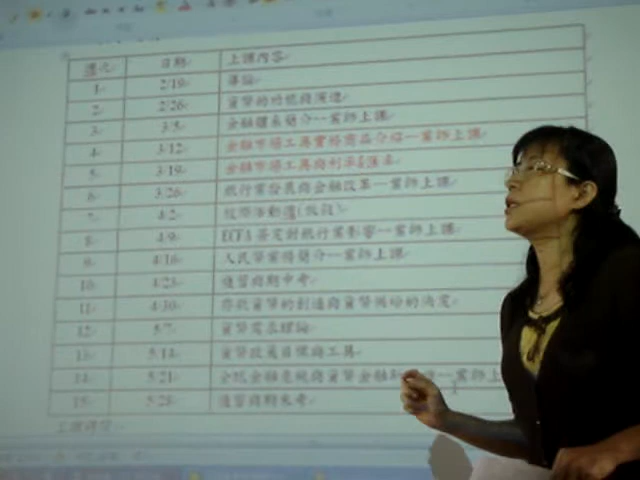 週次 日期 上課內容
1 2/19 導論
2 2/26 貨幣的功能與演進
3 3/5 金融體系簡介—業師上課
4 3/12 金融市場工具實務商品介紹—業師上課
5 3/19 金融市場工具與利率
6 3/26 銀行業發展與金融改革—業師上課
7 4/2 校際活動週(放假)
8 4/9 ECFA 簽定對銀行業影響—業師上課
9 4/16 人民幣業務簡介—業師上課
10 4/23 複習與期中考
11 4/30 存款貨幣的創造與貨幣供給的決定
12 5/7 貨幣需求理論
13 5/14 貨幣政策目標與工具
14 5/21 全球金融危機與貨幣金融 —業師上
15 5/28 複習與期末考